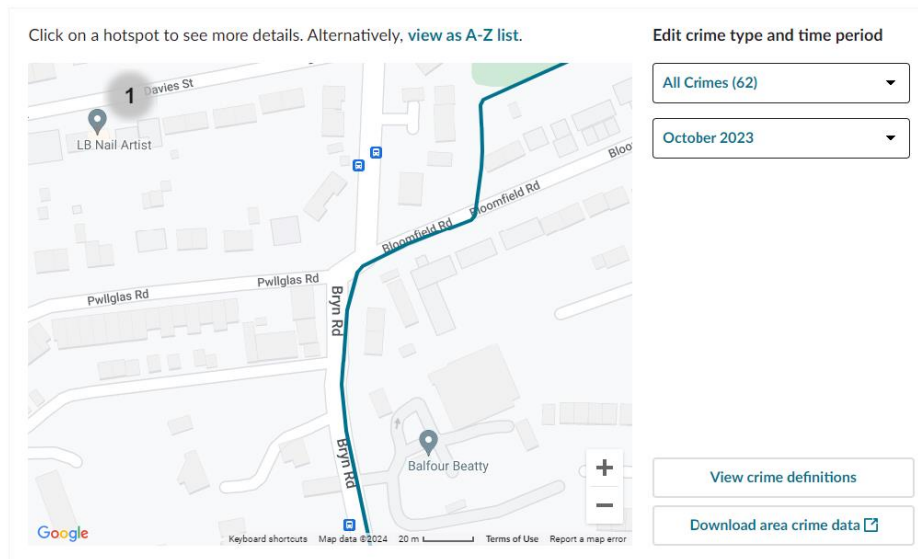 Click on a hotspot to see more details. Alternatively, view as A-Z list.
Edit crime type and time period
All Crimes (62)
October 2023
1
Davies St
LB Nail Artist
Bloo
Bloomfield Rd
Bloomfield Rd
Pwllglas Rd
Pwllglas Rd
Bryn Rd
Bryn Rd
Balfour Beatty
+
−
View crime definitions
Download area crime data
Google
Keyboard shortcuts Map data ©2024 20 m Terms of Use Report a map error